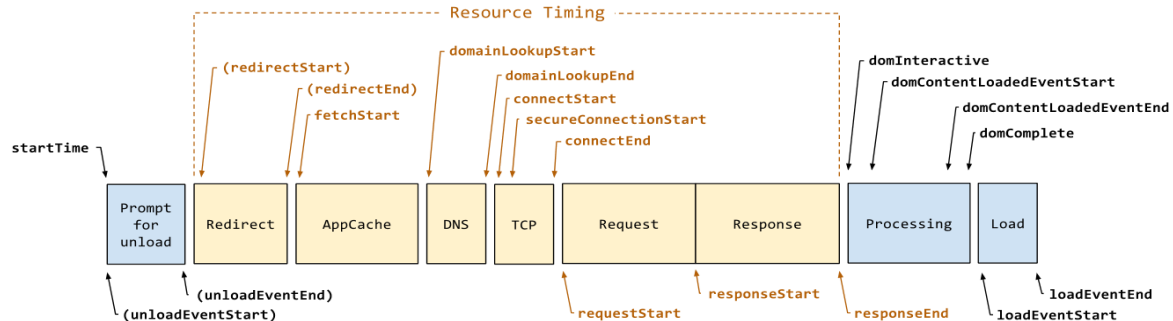 Resource Timing
domainLookupStart
(redirectStart)
domainLookupEnd
(redirectEnd)
connectStart
fetchStart
secureConnectionStart
connectEnd
domInteractive
domContentLoadedEventStart
domContentLoadedEventEnd
domComplete
startTime
Prompt
for
unload
Redirect
AppCache
DNS
TCP
Request
Response
Processing
Load
(unloadEventEnd)
(unloadEventStart)
requestStart
responseStart
responseEnd
loadEventEnd
loadEventStart